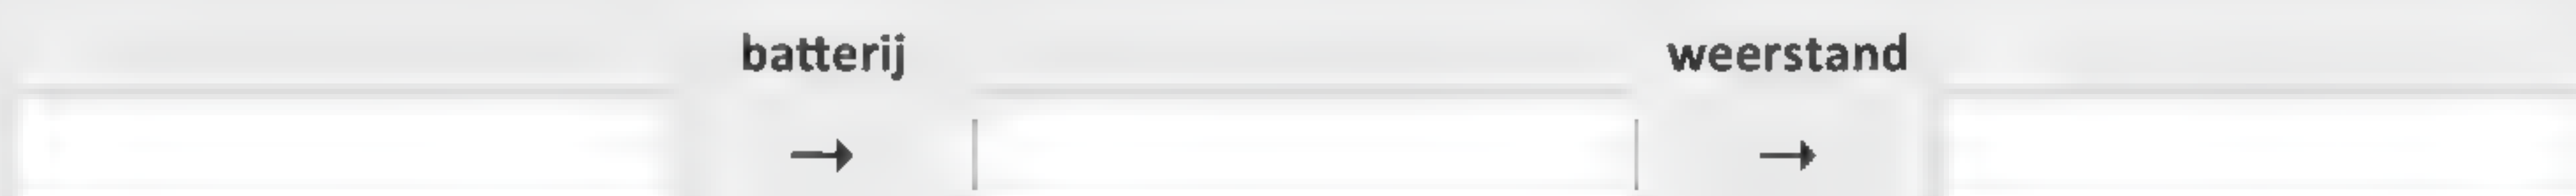 batterij weerstand
→ →